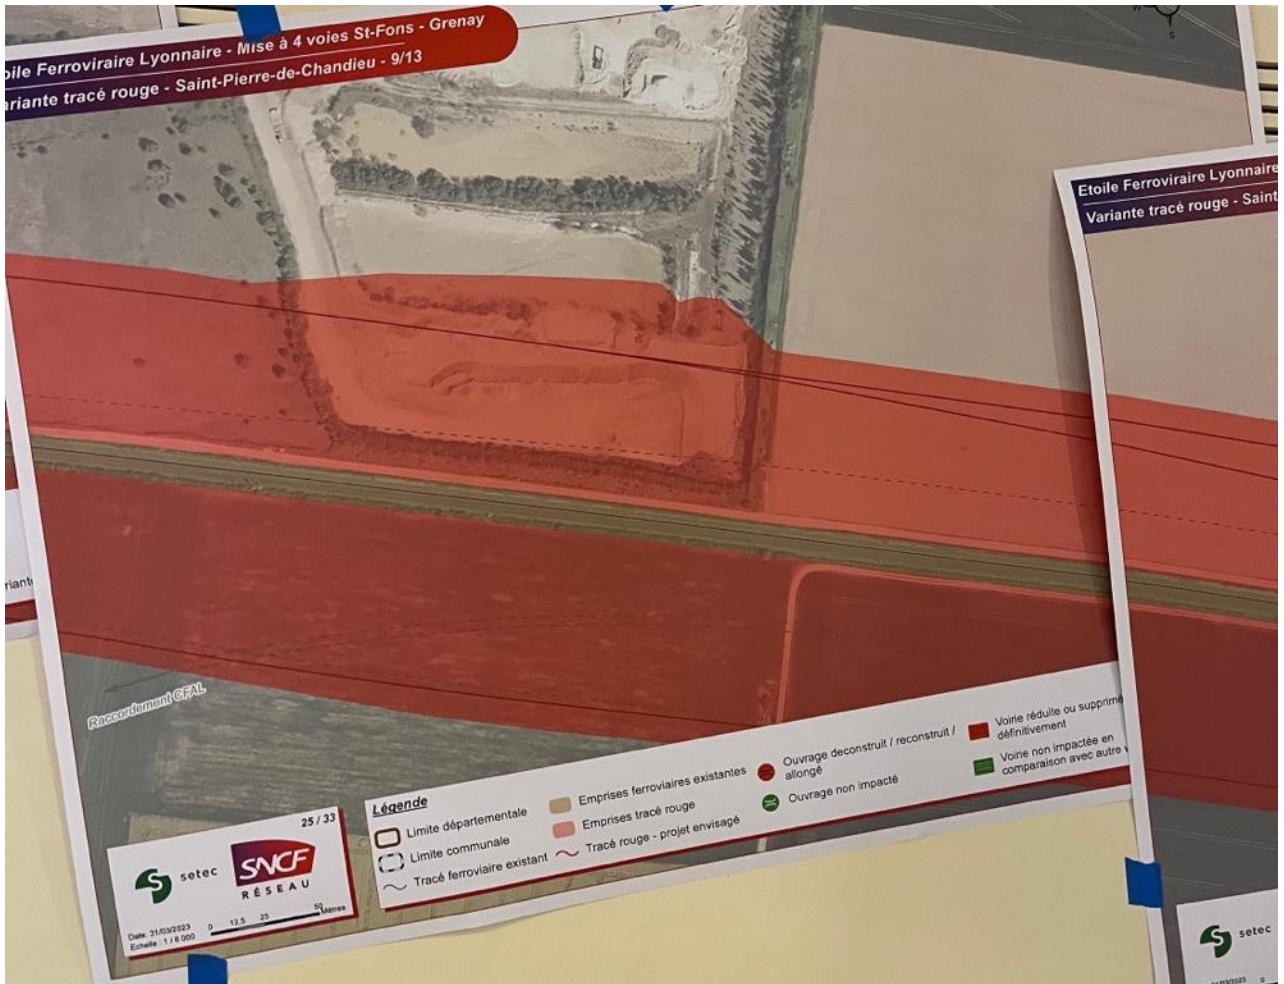 oile Ferroviraire Lyonnaire - Mise à 4 voies St-Fons - Grenay
ariante tracé rouge - Saint-Pierre-de-Chandieu - 9/13
S
Etoile Ferroviraire Lyonnaire
Variante tracé rouge - Saint
riant
Raccordement CFAL
25 / 33
setec
SNCF
RÉSEAU
Date: 31/03/2023
Echelle : 1 / 6 000
0 12.5 25 50
Mètres
Légende
Limite départementale
Limite communale
Tracé ferroviaire existant
Emprises ferroviaires existantes
Emprises tracé rouge
Tracé rouge - projet envisagé
Ouvrage deconstruit / reconstruit /
allongé
Ouvrage non impacté
Voirie réduite ou supprimé
définitivement
Voirie non impactée en
comparaison avec autre v
setec